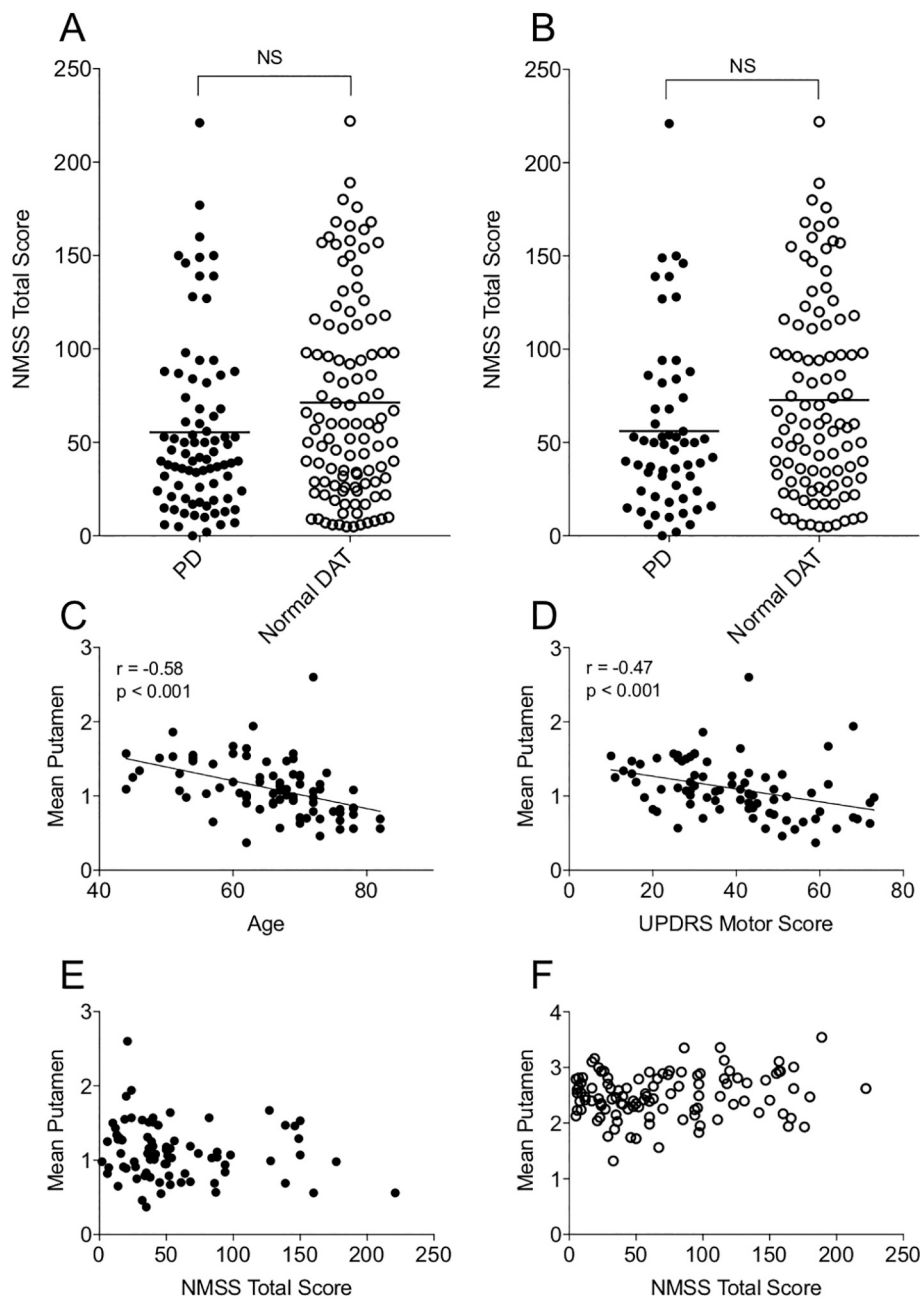 A
NS
250
200
150
100
50
0
NMSS Total Score
PD
Normal DAT
B
NS
250
200
150
100
50
0
NMSS Total Score
PD
Normal DAT
C
r = -0.58
p < 0.001
3
2
1
0
Mean Putamen
40
60
80
Age
D
r = -0.47
p < 0.001
3
2
1
0
Mean Putamen
0
20
40
60
80
UPDRS Motor Score
E
3
2
1
0
Mean Putamen
0
50
100
150
200
250
NMSS Total Score
F
4
3
2
1
0
Mean Putamen
0
50
100
150
200
250
NMSS Total Score